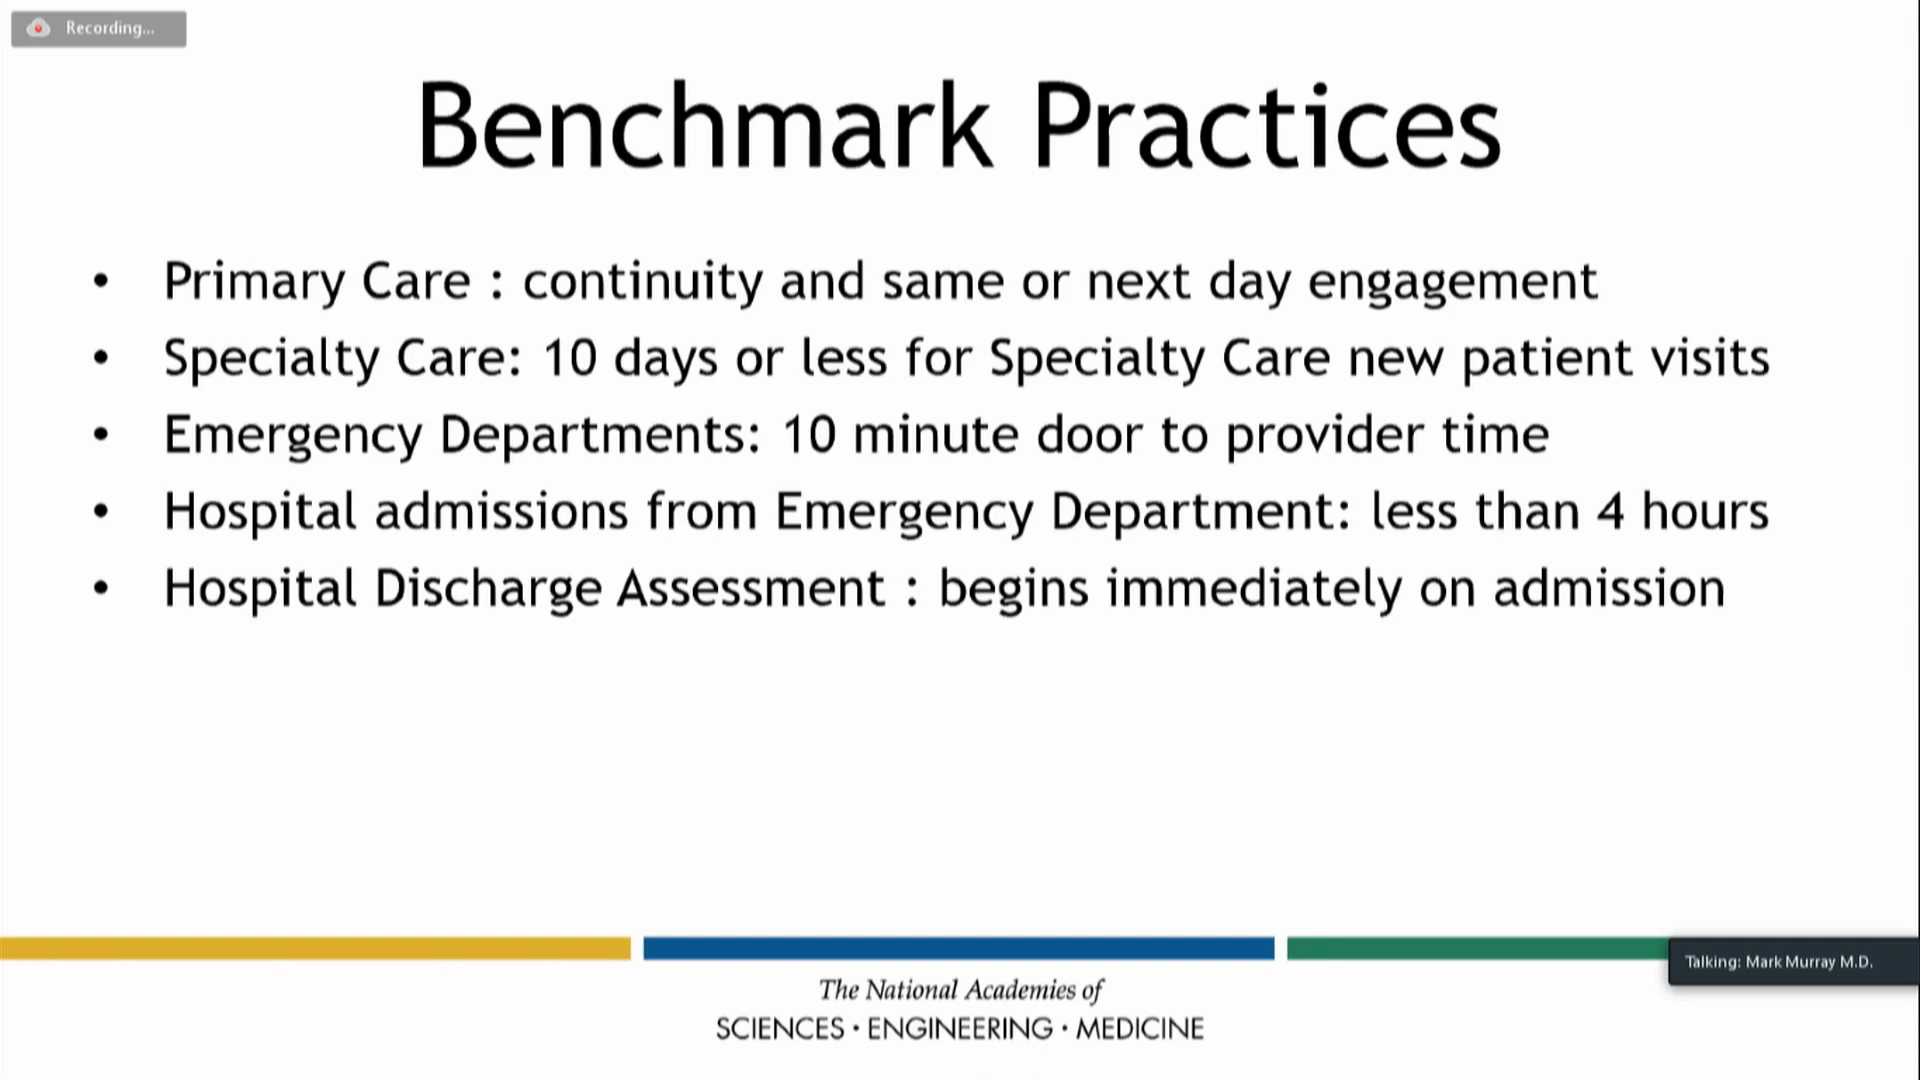 Recording...
Benchmark Practices
• Primary Care : continuity and same or next day engagement
• Specialty Care: 10 days or less for Specialty Care new patient visits
• Emergency Departments: 10 minute door to provider time
• Hospital admissions from Emergency Department: less than 4 hours
• Hospital Discharge Assessment : begins immediately on admission
Talking: Mark Murray M.D.
The National Academies of
SCIENCES · ENGINEERING · MEDICINE